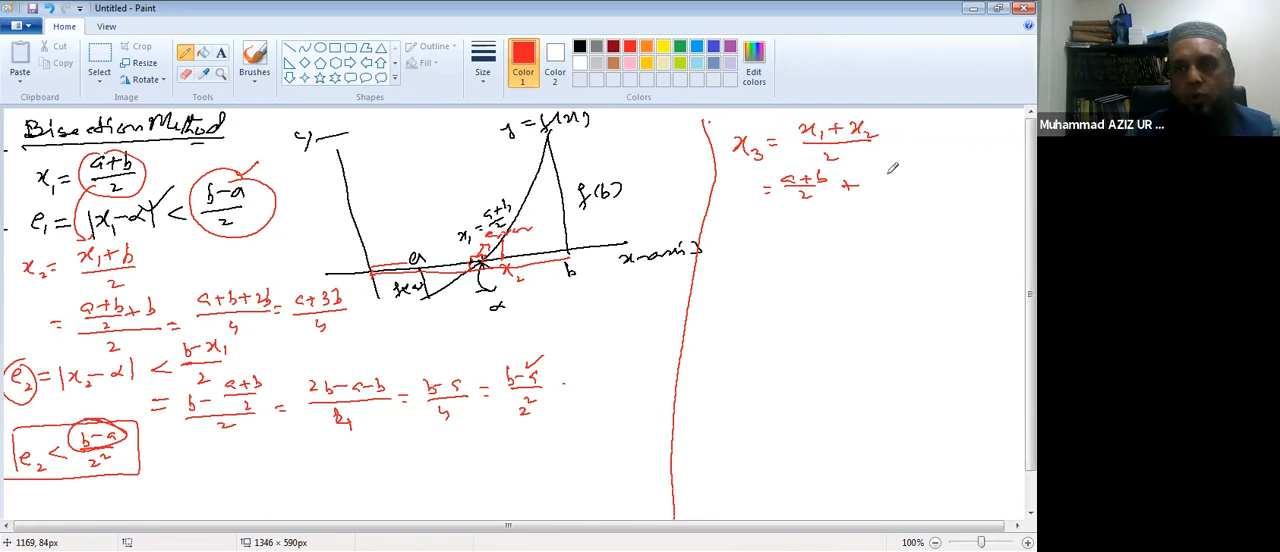 Untitled - Paint
Home View
Paste
Cut
Copy
Select
Crop
Resize
Rotate
Brushes
Size
Color 1
Color 2
Edit colors
Outline
Fill
Clipboard
Image
Tools
Shapes
Colors
Muhammad AZIZ UR ...
Bisection Method
x₁ = (a+b)/2
e₁ = |x₁ - α| < (b-a)/2
x₂ = (x₁+b)/2
= ((a+b)/2 + b)/2 = (a+b+2b)/4 = (a+3b)/4
e₂ = |x₂ - α| < (b-x₁)/2
= (b - (a+b)/2)/2 = (2b-a-b)/4 = (b-a)/4 = (b-a)/2²
e₂ < (b-a)/2²
y
y = f(x)
f(b)
x₁ = (a+b)/2
a
x₂
b
x-axis
f(a)
α
x₃ = (x₁+x₂)/2
= (a+b)/2 +
1169, 84px
1346 × 590px
100%